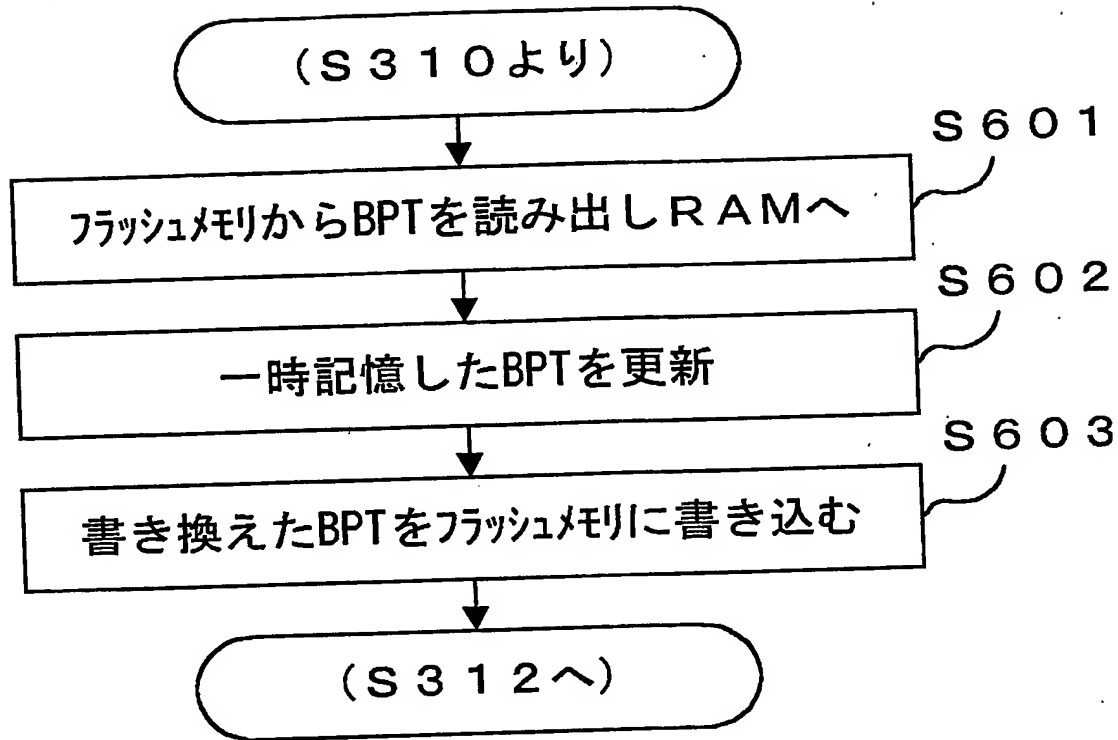 （Ｓ３１０より）
Ｓ６０１
ﾌﾗｯｼｭﾒﾓﾘからBPTを読み出しＲＡＭへ
Ｓ６０２
一時記憶したBPTを更新
Ｓ６０３
書き換えたBPTをﾌﾗｯｼｭﾒﾓﾘに書き込む
（Ｓ３１２へ）